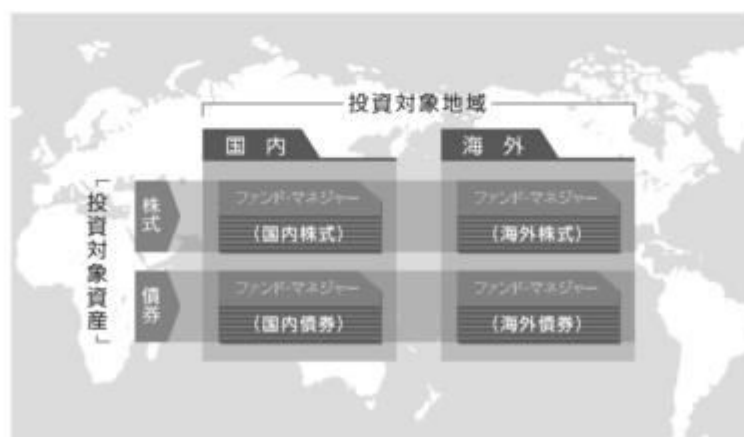 投資対象地域
国内
海外
「投資対象資産」
株式
ファンド・マネジャー
(国内株式)
ファンド・マネジャー
(海外株式)
債券
ファンド・マネジャー
(国内債券)
ファンド・マネジャー
(海外債券)